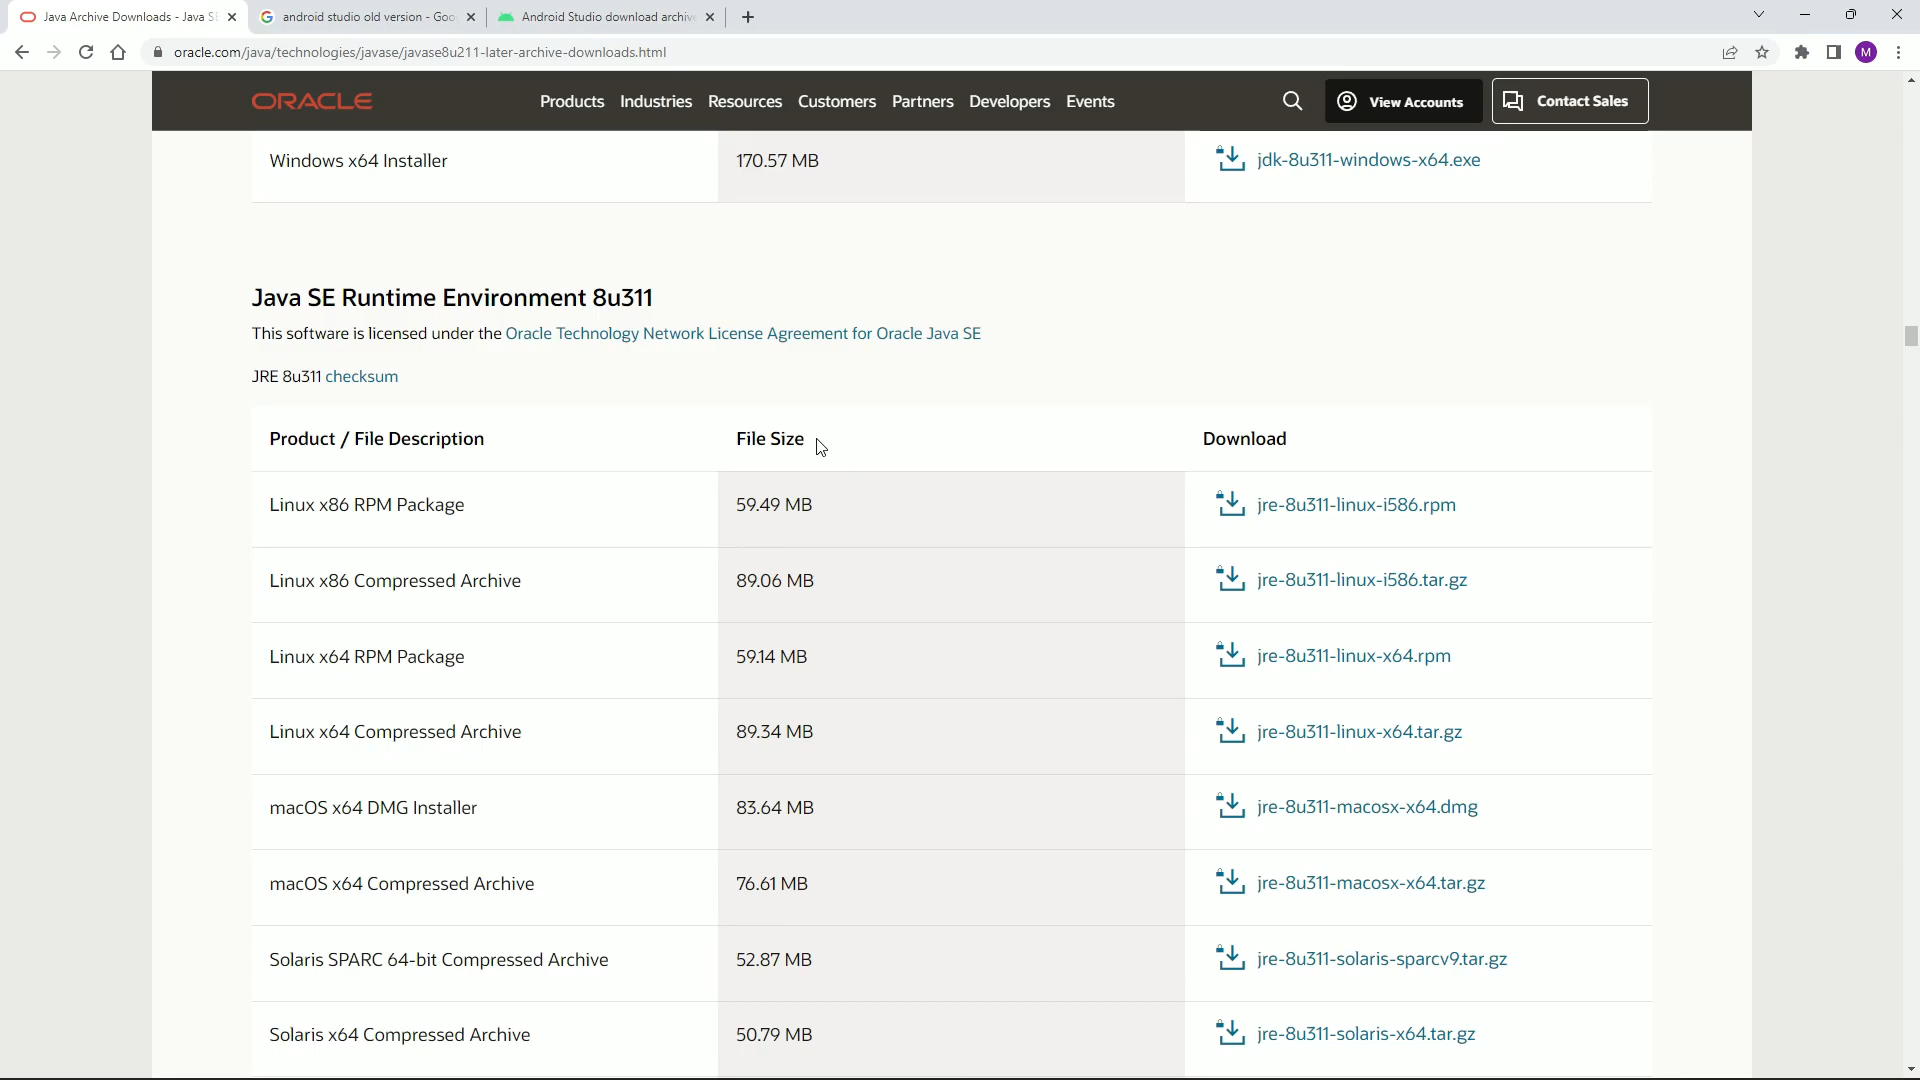 Java Archive Downloads - Java SE
android studio old version - Goo
Android Studio download archive
oracle.com/java/technologies/javase/javase8u211-later-archive-downloads.html
M
ORACLE
Products
Industries
Resources
Customers
Partners
Developers
Events
View Accounts
Contact Sales
Windows x64 Installer 170.57 MB jdk-8u311-windows-x64.exe
Java SE Runtime Environment 8u311
This software is licensed under the Oracle Technology Network License Agreement for Oracle Java SE
JRE 8u311 checksum
Product / File Description File Size Download
Linux x86 RPM Package 59.49 MB jre-8u311-linux-i586.rpm
Linux x86 Compressed Archive 89.06 MB jre-8u311-linux-i586.tar.gz
Linux x64 RPM Package 59.14 MB jre-8u311-linux-x64.rpm
Linux x64 Compressed Archive 89.34 MB jre-8u311-linux-x64.tar.gz
macOS x64 DMG Installer 83.64 MB jre-8u311-macosx-x64.dmg
macOS x64 Compressed Archive 76.61 MB jre-8u311-macosx-x64.tar.gz
Solaris SPARC 64-bit Compressed Archive 52.87 MB jre-8u311-solaris-sparcv9.tar.gz
Solaris x64 Compressed Archive 50.79 MB jre-8u311-solaris-x64.tar.gz